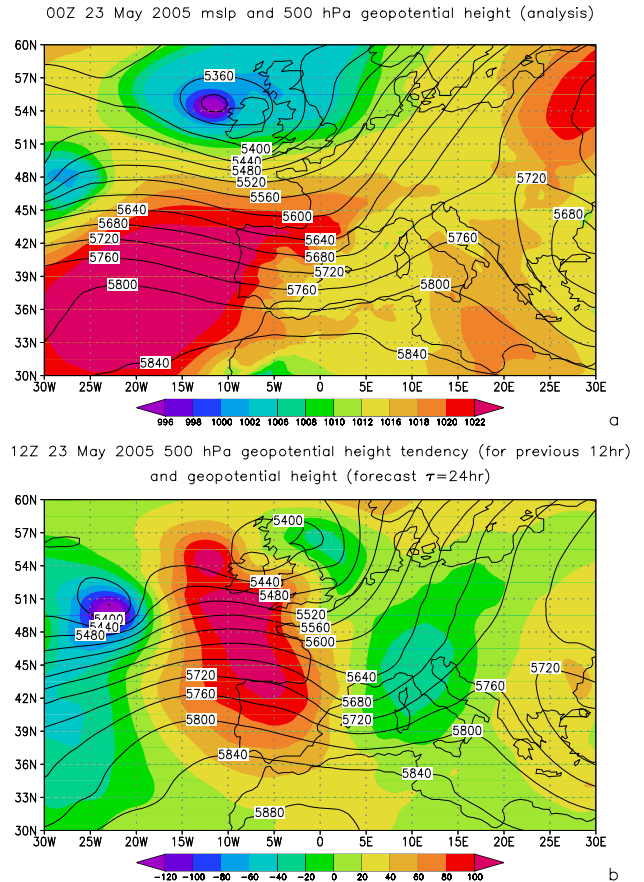 00Z 23 May 2005 mslp and 500 hPa geopotential height (analysis)
60N
57N
5360
54N
51N
5400
5440
48N
5480
5720
5520
5560
45N
5640
5600
5680
5680
42N
5720
5640
5760
5760
5680
39N
5720
5800
5760
5800
36N
33N
5840
5840
30N
30W 25W 20W 15W 10W 5W 0 5E 10E 15E 20E 25E 30E
996 998 1000 1002 1006 1008 1010 1012 1016 1018 1020 1022
a
12Z 23 May 2005 500 hPa geopotential height tendency (for previous 12hr)
and geopotential height (forecast τ=24hr)
60N
5400
57N
54N
5440
51N
5480
5400
5440
5520
48N
5480
5560
5600
45N
5720
5640
5720
5760
5760
42N
5680
5800
5720
39N
5800
36N
5840
5840
33N
5880
30N
30W 25W 20W 15W 10W 5W 0 5E 10E 15E 20E 25E 30E
-120 -100 -80 -60 -40 -20 0 20 40 60 80 100
b